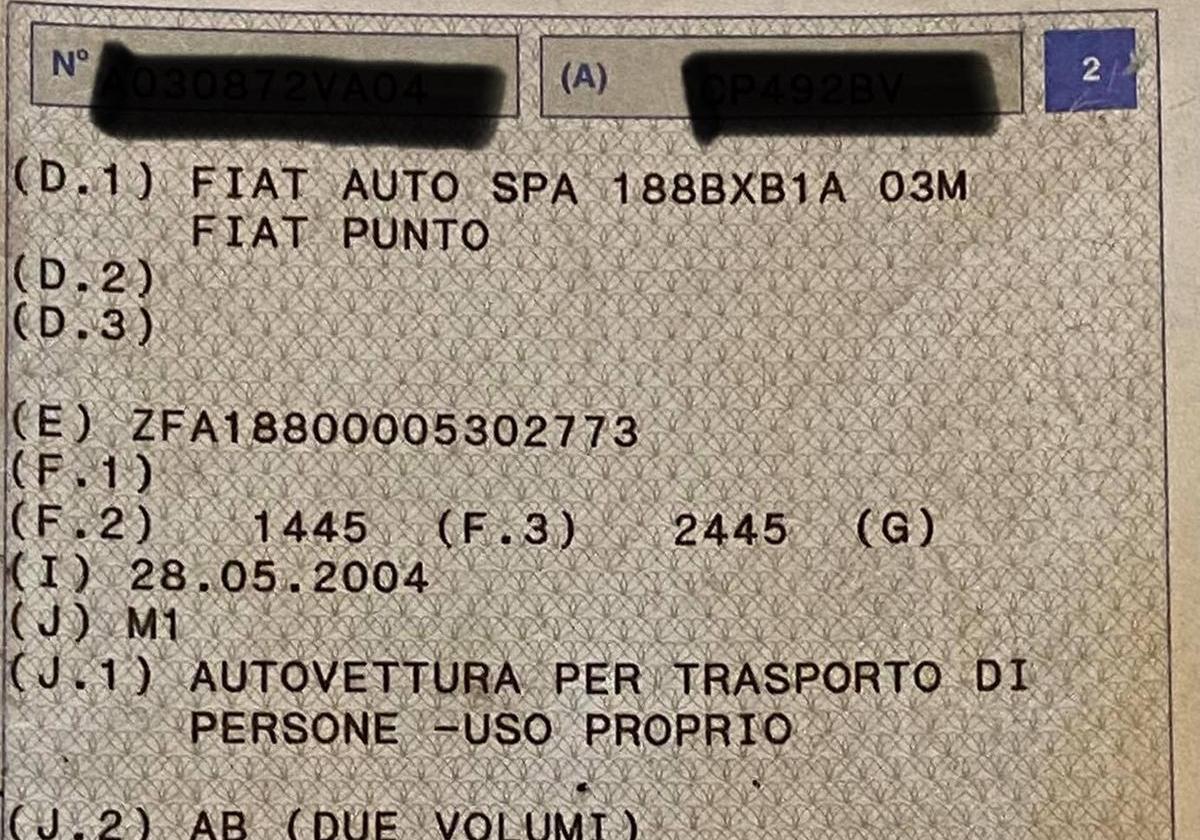 N° (A) 2
(D.1) FIAT AUTO SPA 188BXB1A 03M
FIAT PUNTO
(D.2)
(D.3)
(E) ZFA18800005302773
(F.1)
(F.2) 1445 (F.3) 2445 (G)
(I) 28.05.2004
(J) M1
(J.1) AUTOVETTURA PER TRASPORTO DI
PERSONE -USO PROPRIO
(J.2) AB (DUE VOLUMI)